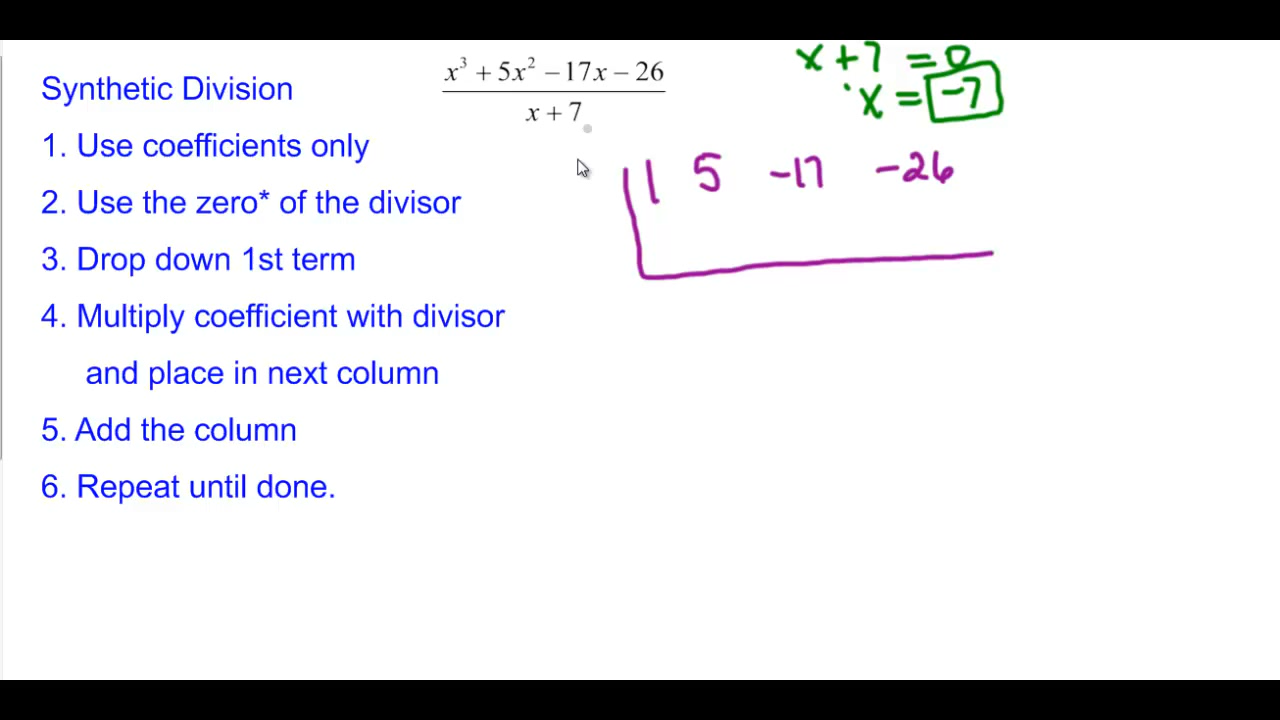 Synthetic Division
1. Use coefficients only
2. Use the zero* of the divisor
3. Drop down 1st term
4. Multiply coefficient with divisor
and place in next column
5. Add the column
6. Repeat until done.
x³ + 5x² − 17x − 26
x + 7
x + 7 = 0
x = -7
1 5 -17 -26